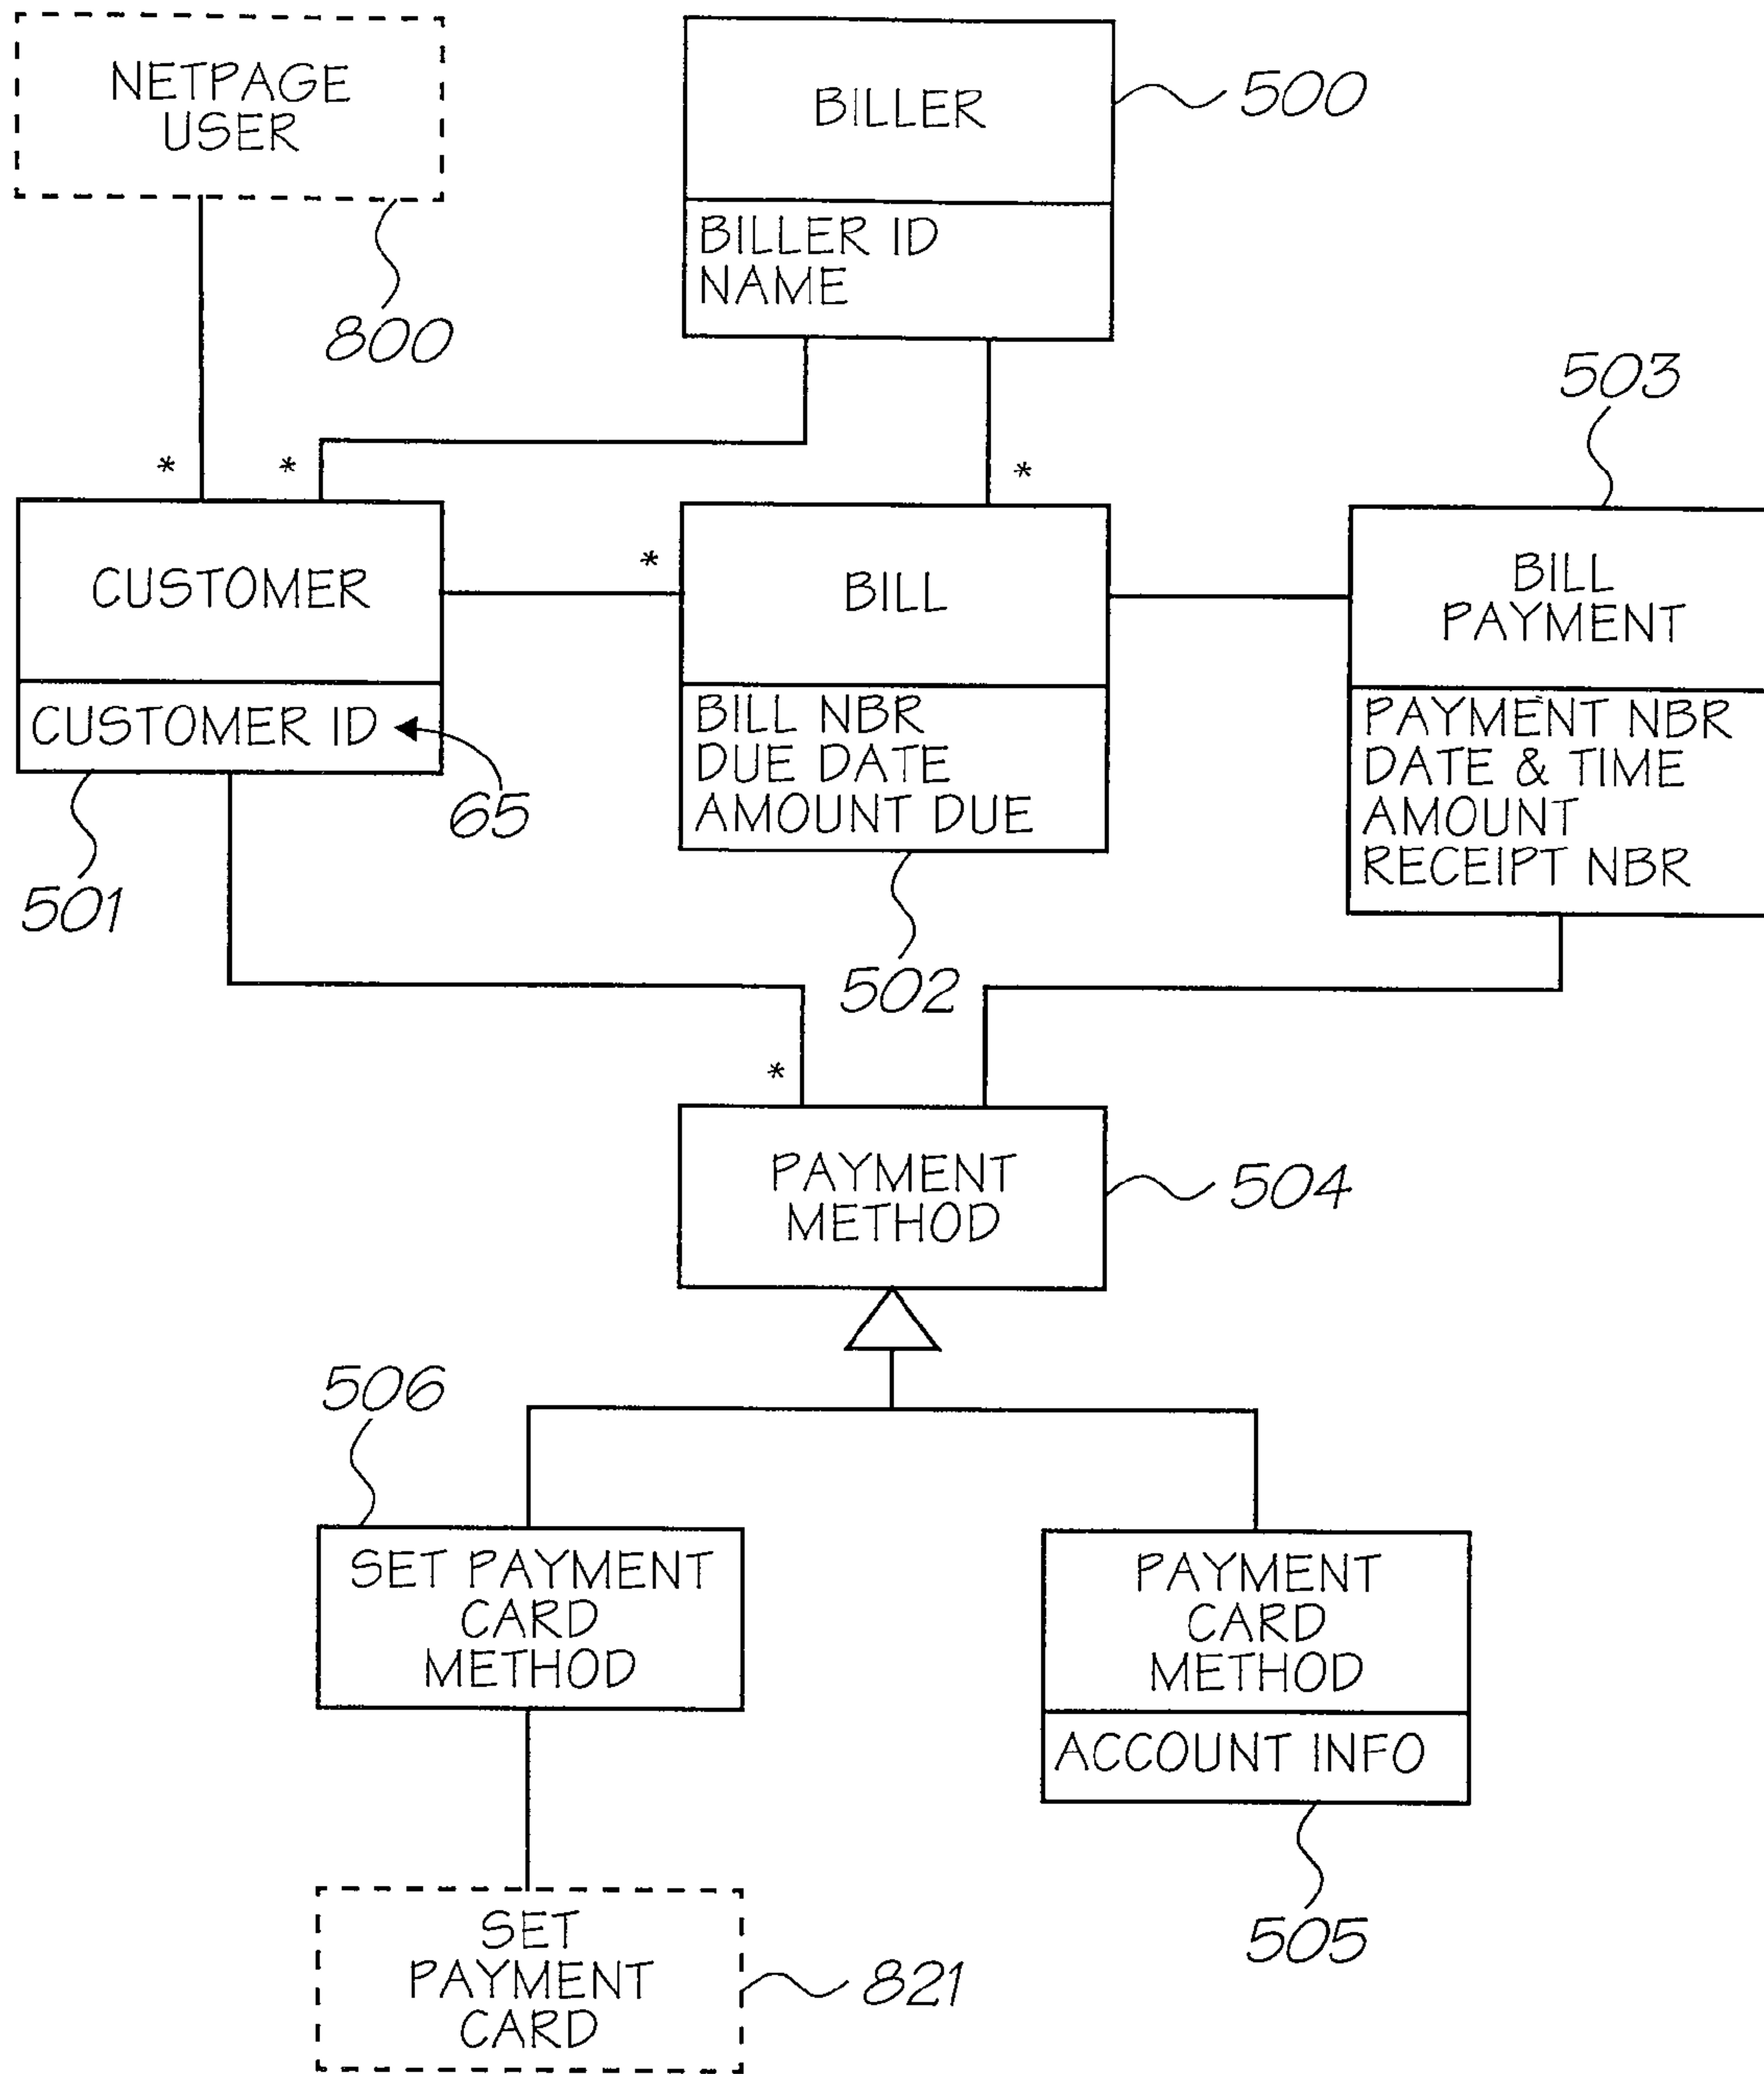 NETPAGE
USER
800
BILLER
500
BILLER ID
NAME
503
*
*
*
CUSTOMER
CUSTOMER ID
65
501
*
BILL
BILL NBR
DUE DATE
AMOUNT DUE
502
BILL
PAYMENT
PAYMENT NBR
DATE & TIME
AMOUNT
RECEIPT NBR
*
PAYMENT
METHOD
504
506
SET PAYMENT
CARD
METHOD
PAYMENT
CARD
METHOD
ACCOUNT INFO
505
SET
PAYMENT
CARD
821